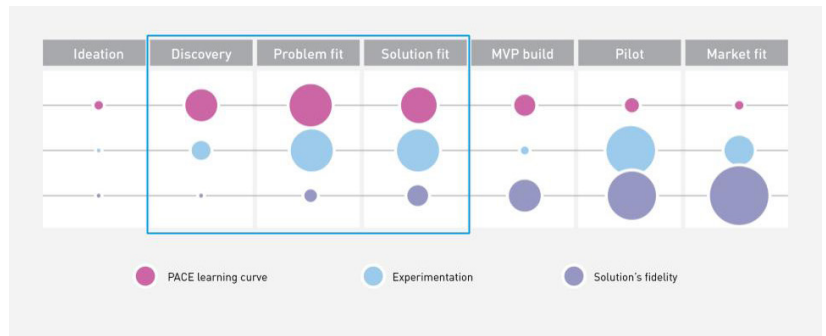 Ideation
Discovery
Problem fit
Solution fit
MVP build
Pilot
Market fit
PACE learning curve
Experimentation
Solution's fidelity